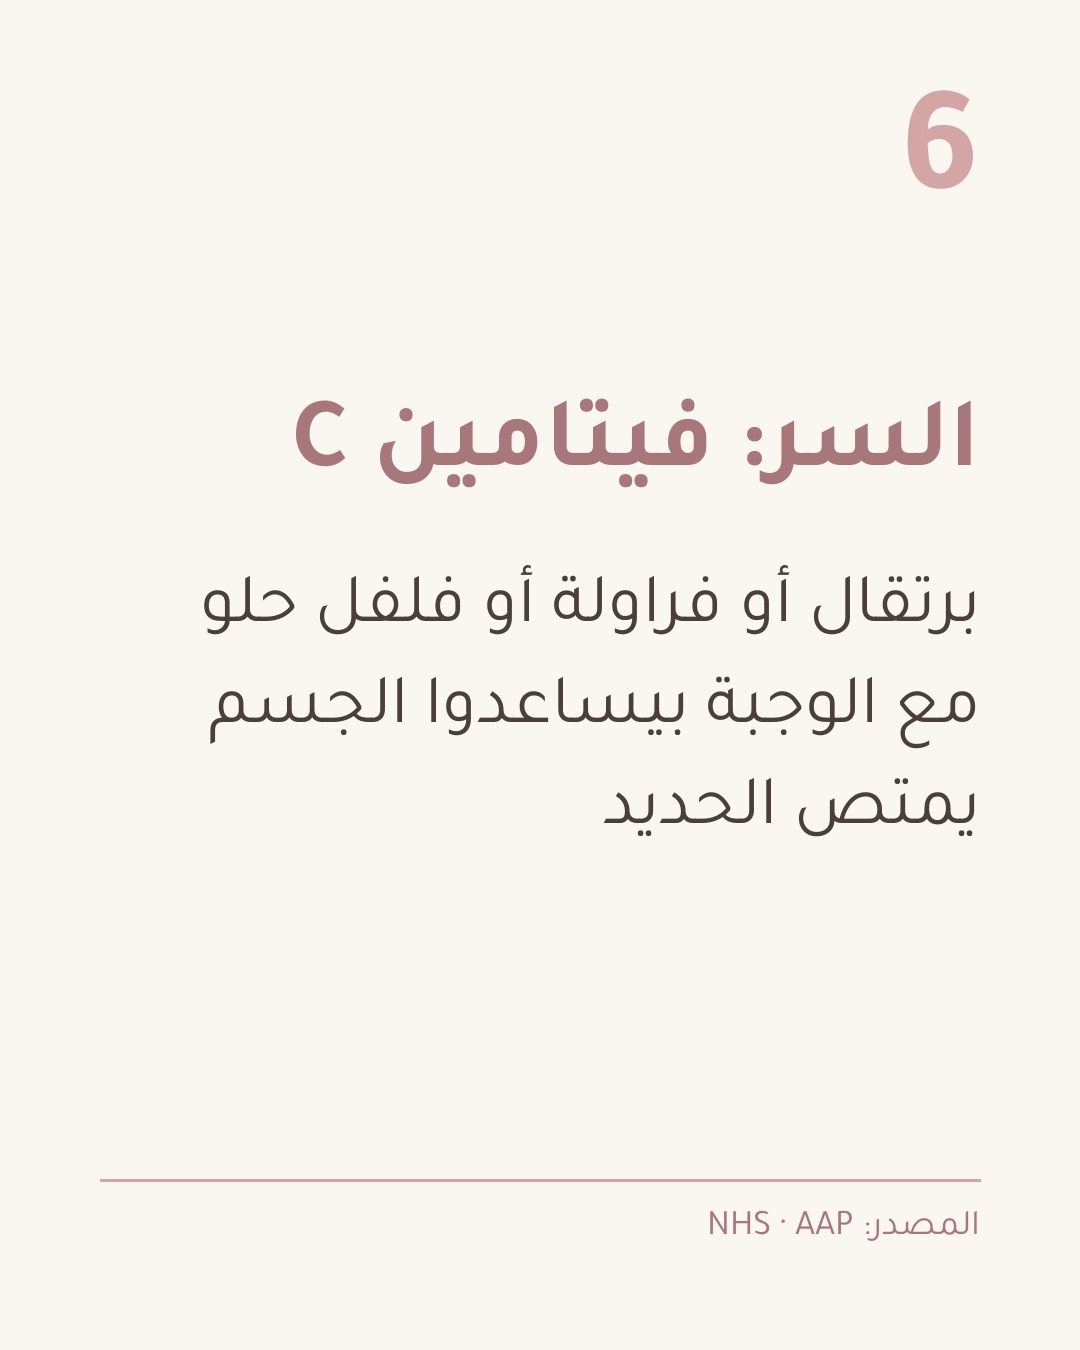 6
السر: فيتامين C
برتقال أو فراولة أو فلفل حلو
مع الوجبة بيساعدوا الجسم
يمتص الحديد
المصدر: NHS · AAP